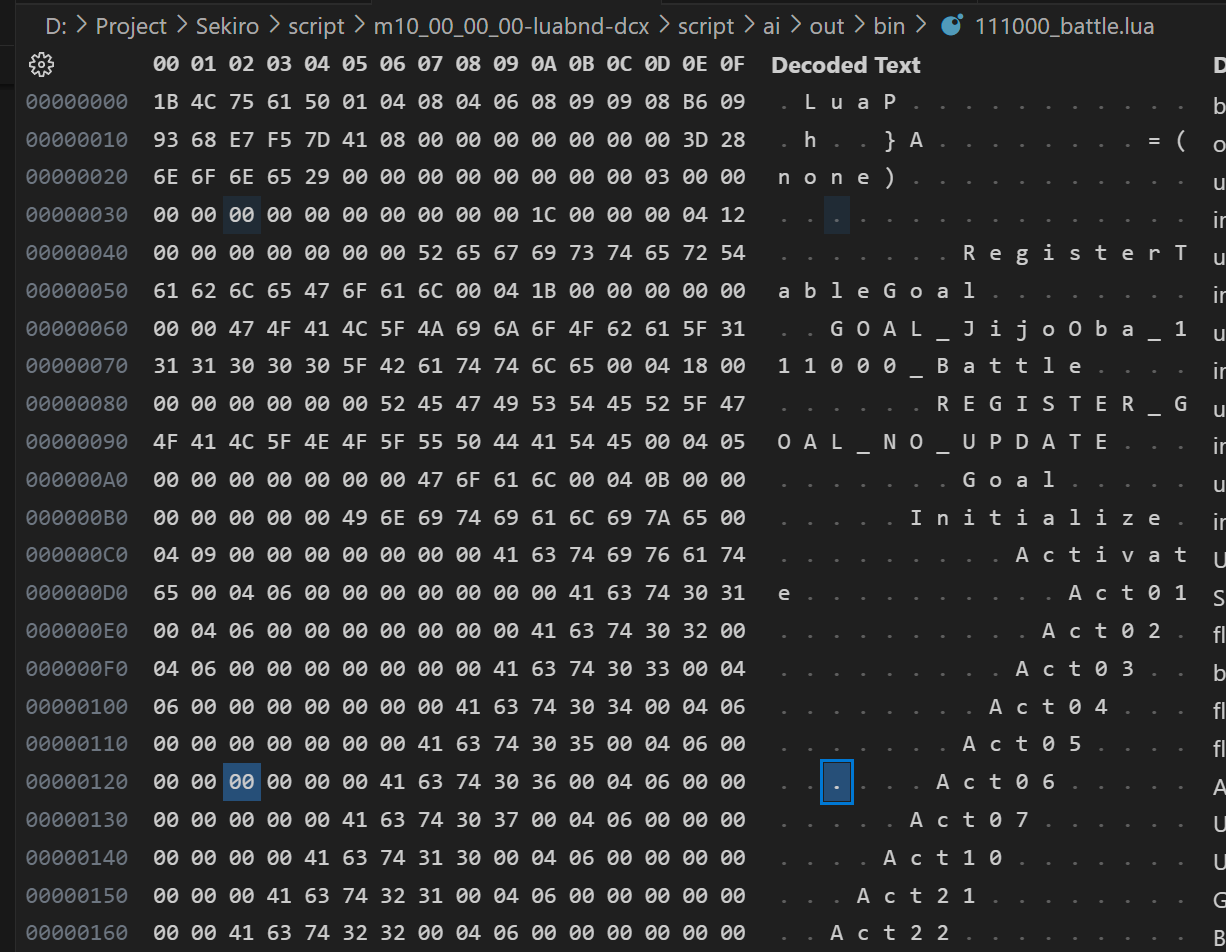 D: > Project > Sekiro > script > m10_00_00_00-luabnd-dcx > script > ai > out > bin > 111000_battle.lua
00 01 02 03 04 05 06 07 08 09 0A 0B 0C 0D 0E 0F Decoded Text D
00000000 1B 4C 75 61 50 01 04 08 04 06 08 09 09 08 B6 09 . L u a P . . . . . . . . . . . b
00000010 93 68 E7 F5 7D 41 08 00 00 00 00 00 00 00 3D 28 . h . . } A . . . . . . . . = ( o
00000020 6E 6F 6E 65 29 00 00 00 00 00 00 00 00 03 00 00 n o n e ) . . . . . . . . . . . u
00000030 00 00 00 00 00 00 00 00 00 00 1C 00 00 00 04 12 . . . . . . . . . . . . . . . . in
00000040 00 00 00 00 00 00 00 52 65 67 69 73 74 65 72 54 . . . . . . . R e g i s t e r T u
00000050 61 62 6C 65 47 6F 61 6C 00 04 1B 00 00 00 00 00 a b l e G o a l . . . . . . . . in
00000060 00 00 47 4F 41 4C 5F 4A 69 6A 6F 4F 62 61 5F 31 . . G O A L _ J i j o O b a _ 1 u
00000070 31 31 30 30 30 5F 42 61 74 74 6C 65 00 04 18 00 1 1 0 0 0 _ B a t t l e . . . . in
00000080 00 00 00 00 00 00 52 45 47 49 53 54 45 52 5F 47 . . . . . . R E G I S T E R _ G u
00000090 4F 41 4C 5F 4E 4F 5F 55 50 44 41 54 45 00 04 05 O A L _ N O _ U P D A T E . . . in
000000A0 00 00 00 00 00 00 00 47 6F 61 6C 00 04 0B 00 00 . . . . . . . G o a l . . . . . u
000000B0 00 00 00 00 00 49 6E 69 74 69 61 6C 69 7A 65 00 . . . . . I n i t i a l i z e . in
000000C0 04 09 00 00 00 00 00 00 00 41 63 74 69 76 61 74 . . . . . . . . . A c t i v a t U
000000D0 65 00 04 06 00 00 00 00 00 00 00 41 63 74 30 31 e . . . . . . . . . . A c t 0 1 S
000000E0 00 04 06 00 00 00 00 00 00 00 41 63 74 30 32 00 . . . . . . . . . . A c t 0 2 . fl
000000F0 04 06 00 00 00 00 00 00 00 41 63 74 30 33 00 04 . . . . . . . . . A c t 0 3 . . b
00000100 06 00 00 00 00 00 00 00 41 63 74 30 34 00 04 06 . . . . . . . . A c t 0 4 . . . fl
00000110 00 00 00 00 00 00 00 41 63 74 30 35 00 04 06 00 . . . . . . . A c t 0 5 . . . . fl
00000120 00 00 00 00 00 00 41 63 74 30 36 00 04 06 00 00 . . . . . . A c t 0 6 . . . . . A
00000130 00 00 00 00 00 41 63 74 30 37 00 04 06 00 00 00 . . . . . A c t 0 7 . . . . . . U
00000140 00 00 00 00 41 63 74 31 30 00 04 06 00 00 00 00 . . . . A c t 1 0 . . . . . . . U
00000150 00 00 00 41 63 74 32 31 00 04 06 00 00 00 00 00 . . . A c t 2 1 . . . . . . . . G
00000160 00 00 41 63 74 32 32 00 04 06 00 00 00 00 00 00 . . A c t 2 2 . . . . . . . . . B